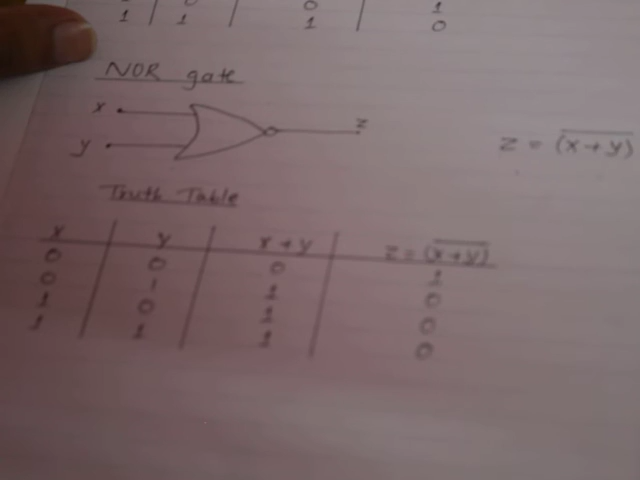 0 1
1 1 1 0
NOR gate
x
z
y
z = (x+y)
Truth Table
x y x+y z = (x+y)
0 0 0 1
0 1 1 0
1 0 1 0
1 1 1 0